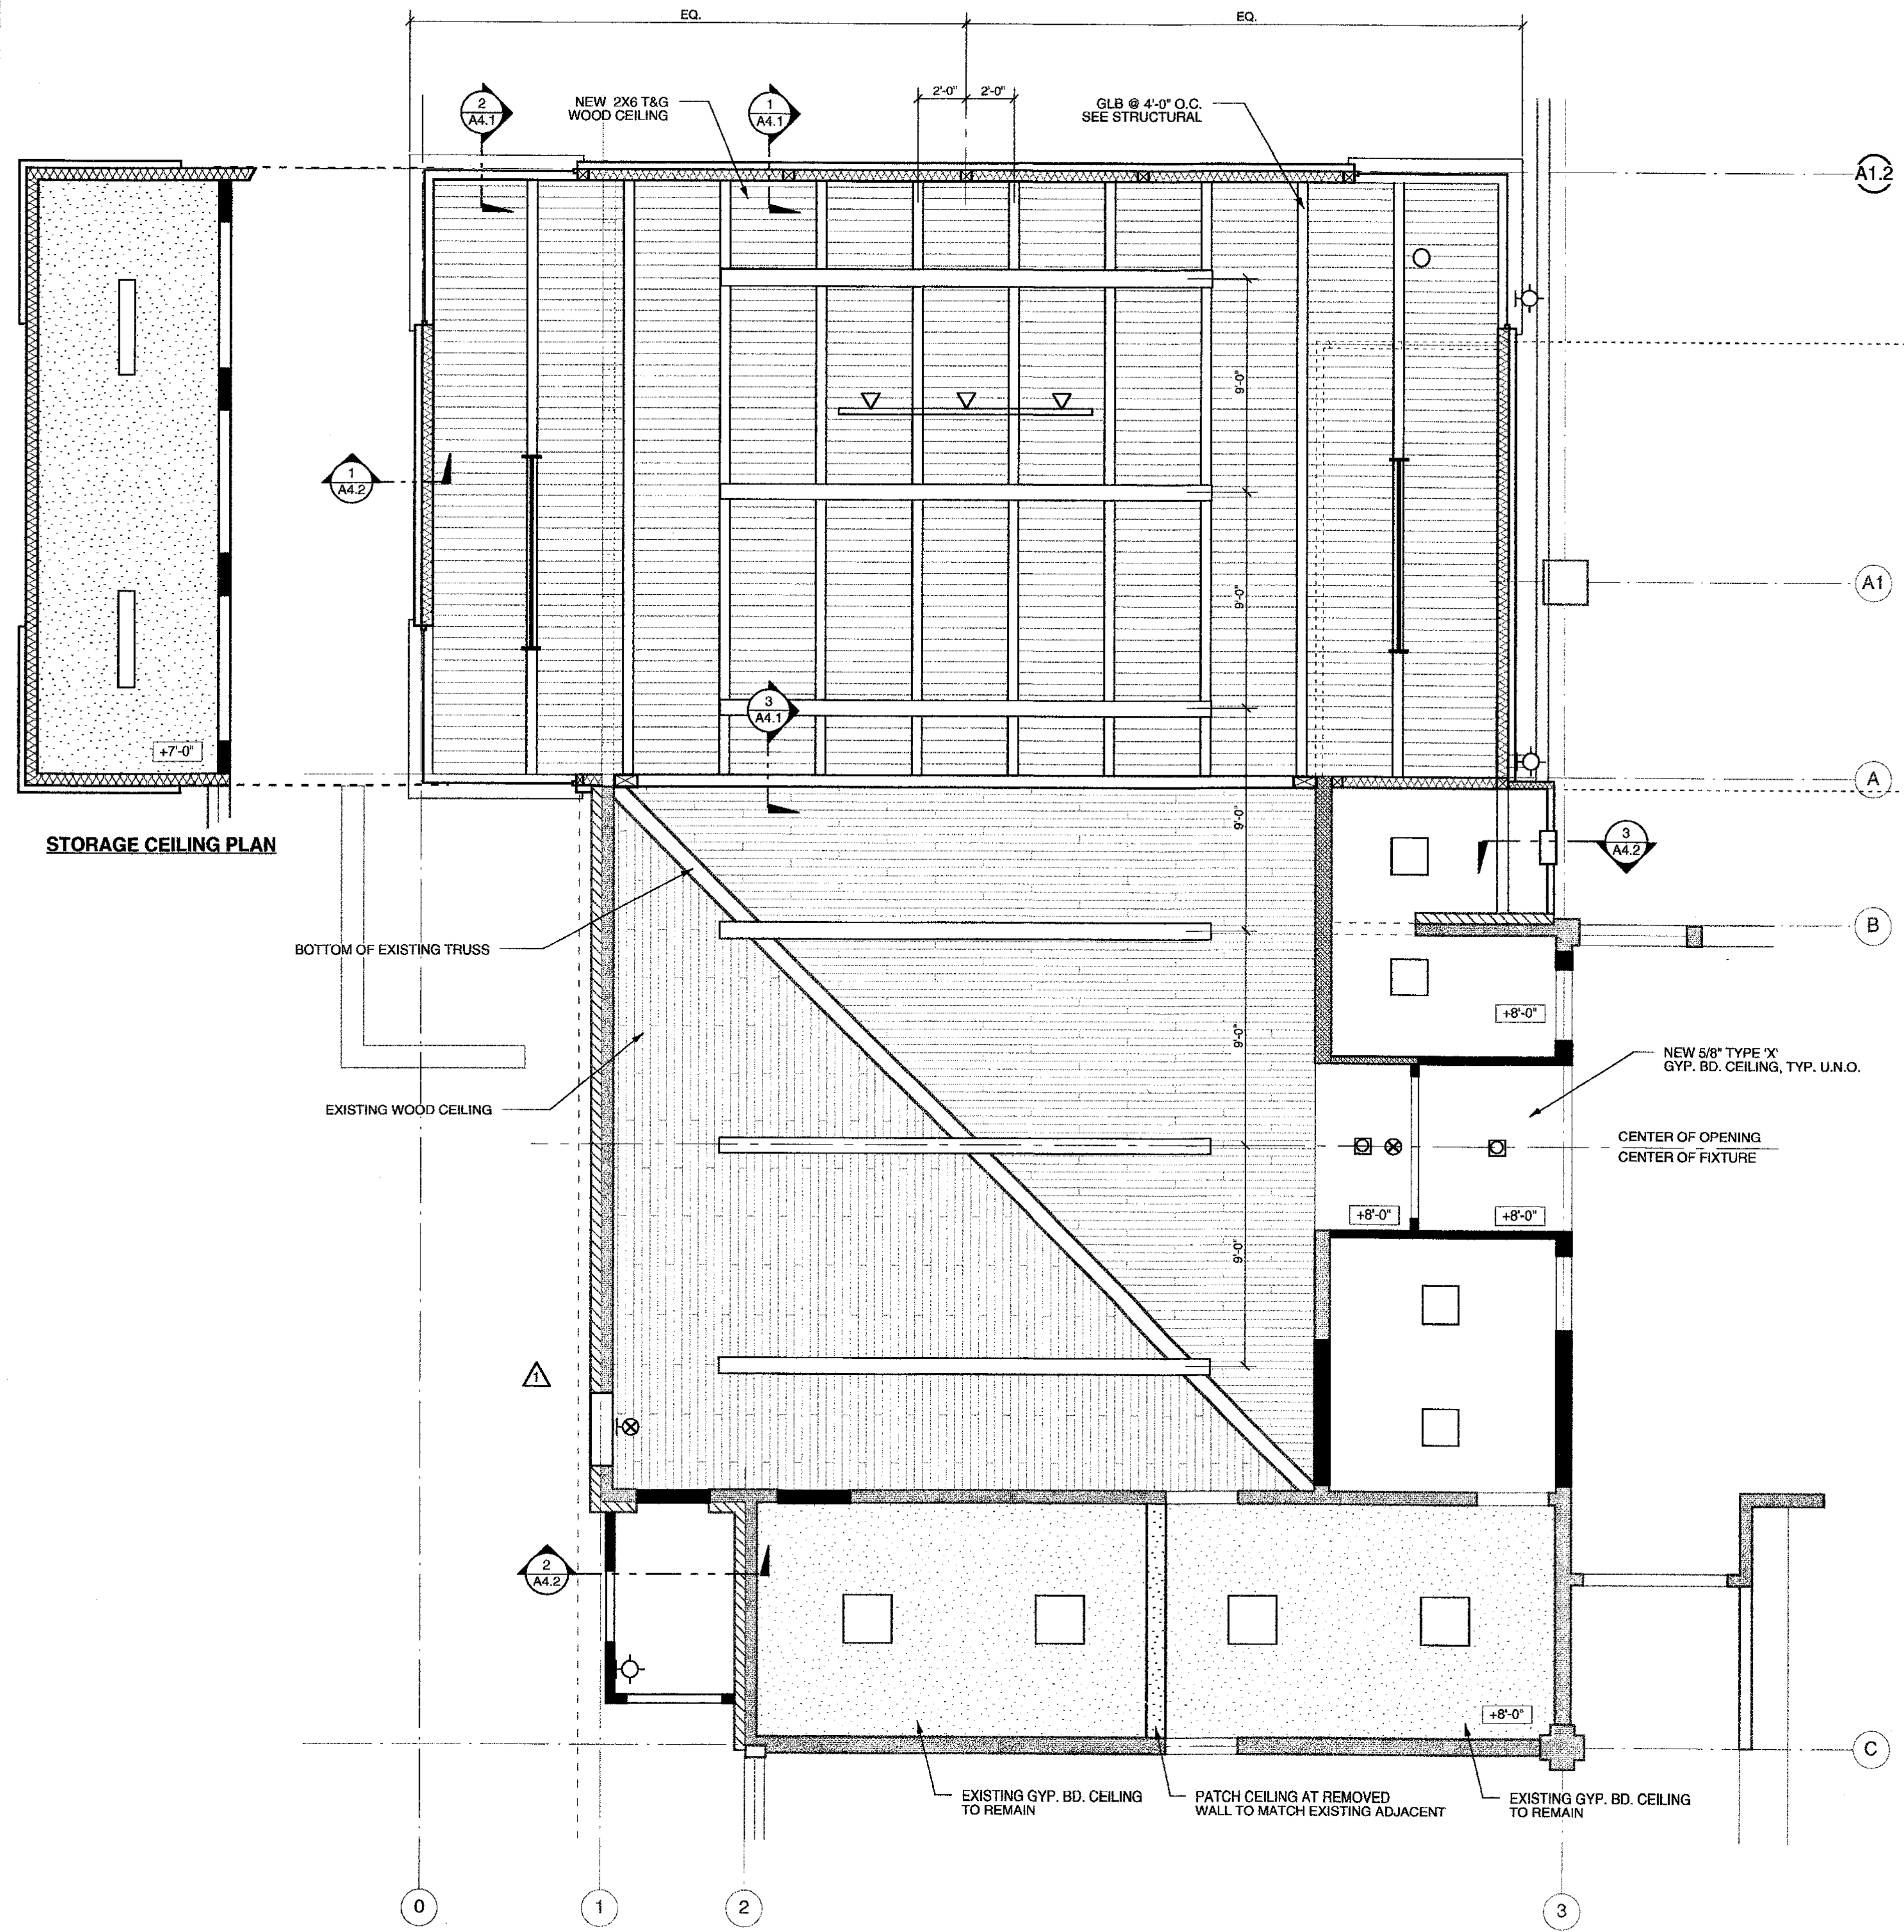 EQ.
EQ.
2
A4.1
NEW 2X6 T&G
WOOD CEILING
1
A4.1
2'-0"
2'-0"
GLB @ 4'-0" O.C.
SEE STRUCTURAL
A1.2
9'-0"
1
A4.2
A1
9'-0"
3
A4.1
+7'-0"
A
STORAGE CEILING PLAN
9'-0"
3
A4.2
BOTTOM OF EXISTING TRUSS
B
+8'-0"
9'-0"
NEW 5/8" TYPE 'X'
GYP. BD. CEILING, TYP. U.N.O.
EXISTING WOOD CEILING
CENTER OF OPENING
CENTER OF FIXTURE
+8'-0"
+8'-0"
9'-0"
1
2
A4.2
+8'-0"
C
EXISTING GYP. BD. CEILING
TO REMAIN
PATCH CEILING AT REMOVED
WALL TO MATCH EXISTING ADJACENT
EXISTING GYP. BD. CEILING
TO REMAIN
0
1
2
3